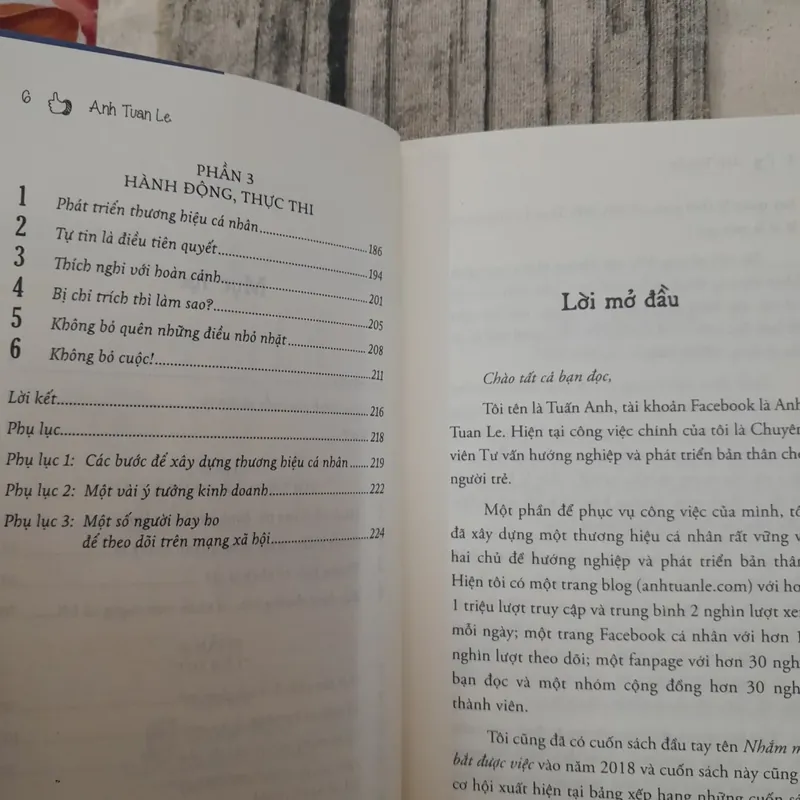 6 Anh Tuan Le
PHẦN 3
HÀNH ĐỘNG, THỰC THI
1 Phát triển thương hiệu cá nhân 186
2 Tự tin là điều tiên quyết 194
3 Thích nghi với hoàn cảnh 201
4 Bị chỉ trích thì làm sao? 205
5 Không bỏ quên những điều nhỏ nhặt 208
6 Không bỏ cuộc! 211
Lời kết 216
Phụ lục 218
Phụ lục 1: Các bước để xây dựng thương hiệu cá nhân 219
Phụ lục 2: Một vài ý tưởng kinh doanh 222
Phụ lục 3: Một số người hay ho
để theo dõi trên mạng xã hội 224
Lời mở đầu
Chào tất cả bạn đọc,
Tôi tên là Tuấn Anh, tài khoản Facebook là Anh
Tuan Le. Hiện tại công việc chính của tôi là Chuyên
viên Tư vấn hướng nghiệp và phát triển bản thân cho
người trẻ.
Một phần để phục vụ công việc của mình,
đã xây dựng một thương hiệu cá nhân rất vững
hai chủ đề hướng nghiệp và phát triển bản
Hiện tôi có một trang blog (anhtuanle.com) với
1 triệu lượt truy cập và trung bình 2 nghìn lượt
mỗi ngày; một trang Facebook cá nhân với hơn
nghìn lượt theo dõi; một fanpage với hơn 30
bạn đọc và một nhóm cộng đồng hơn 30
thành viên.
Tôi cũng đã có cuốn sách đầu tay tên Nhắm
bắt được việc vào năm 2018 và cuốn sách này cũng
cơ hội xuất hiện tại bảng xếp hạng những cuốn